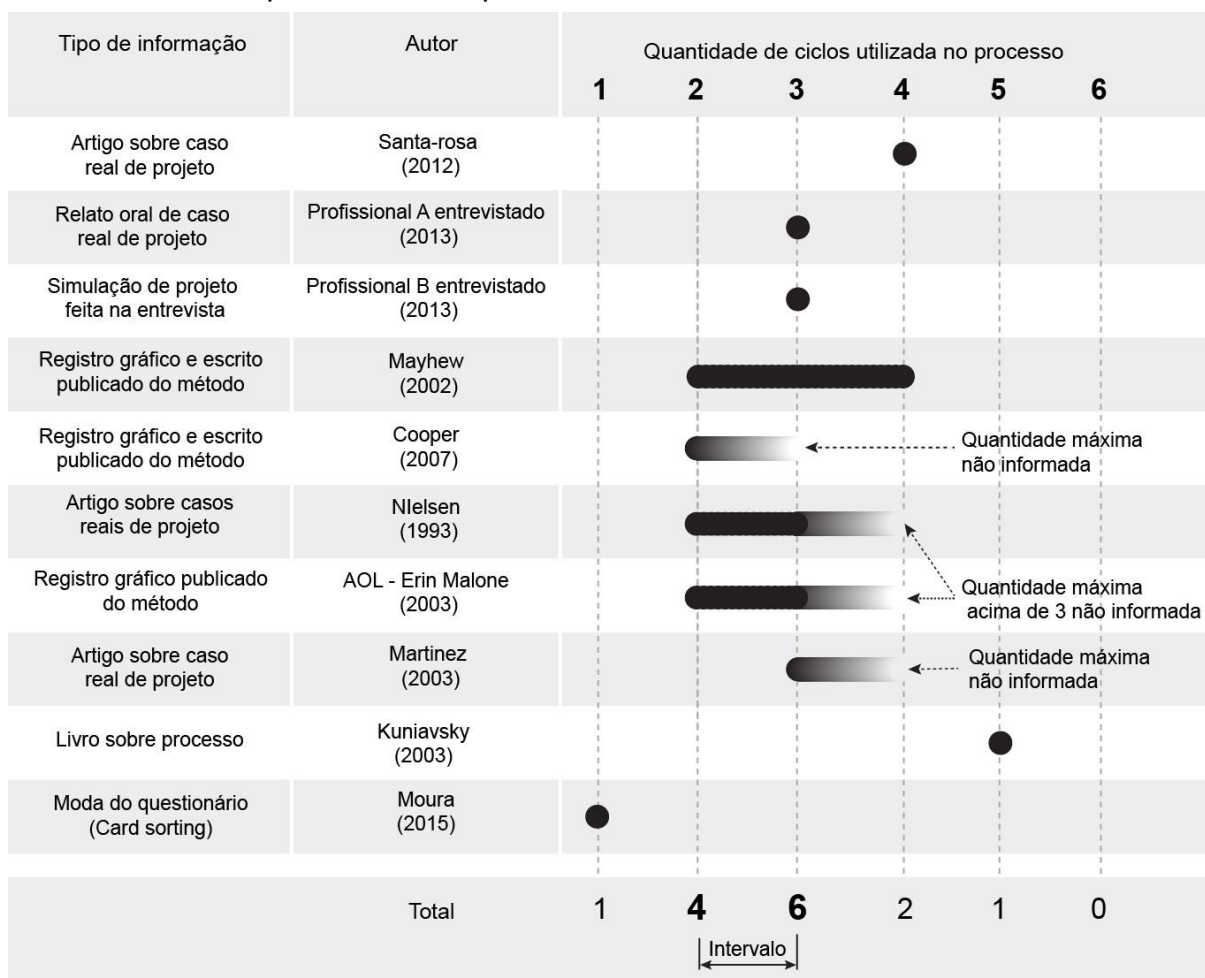 Tipo de informação
Autor
Quantidade de ciclos utilizada no processo
1 2 3 4 5 6
Artigo sobre caso
real de projeto
Santa-rosa
(2012)
Relato oral de caso
real de projeto
Profissional A entrevistado
(2013)
Simulação de projeto
feita na entrevista
Profissional B entrevistado
(2013)
Registro gráfico e escrito
publicado do método
Mayhew
(2002)
Registro gráfico e escrito
publicado do método
Cooper
(2007)
Quantidade máxima
não informada
Artigo sobre casos
reais de projeto
NIelsen
(1993)
Registro gráfico publicado
do método
AOL - Erin Malone
(2003)
Quantidade máxima
acima de 3 não informada
Artigo sobre caso
real de projeto
Martinez
(2003)
Quantidade máxima
não informada
Livro sobre processo
Kuniavsky
(2003)
Moda do questionário
(Card sorting)
Moura
(2015)
Total
1 4 6 2 1 0
Intervalo